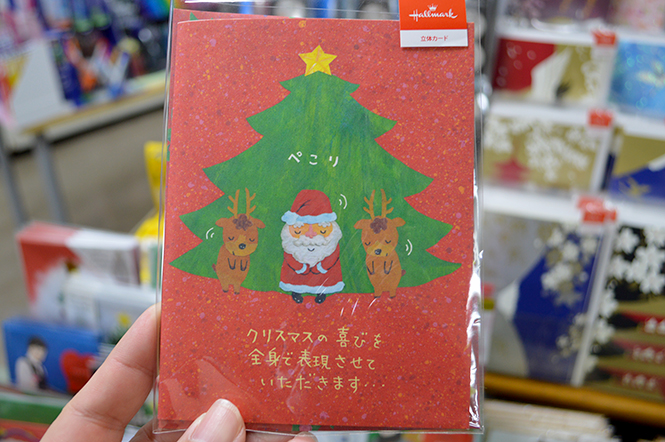 Hallmark
立体カード
ぺこり
クリスマスの喜びを
全身で表現させて
いただきます・・・